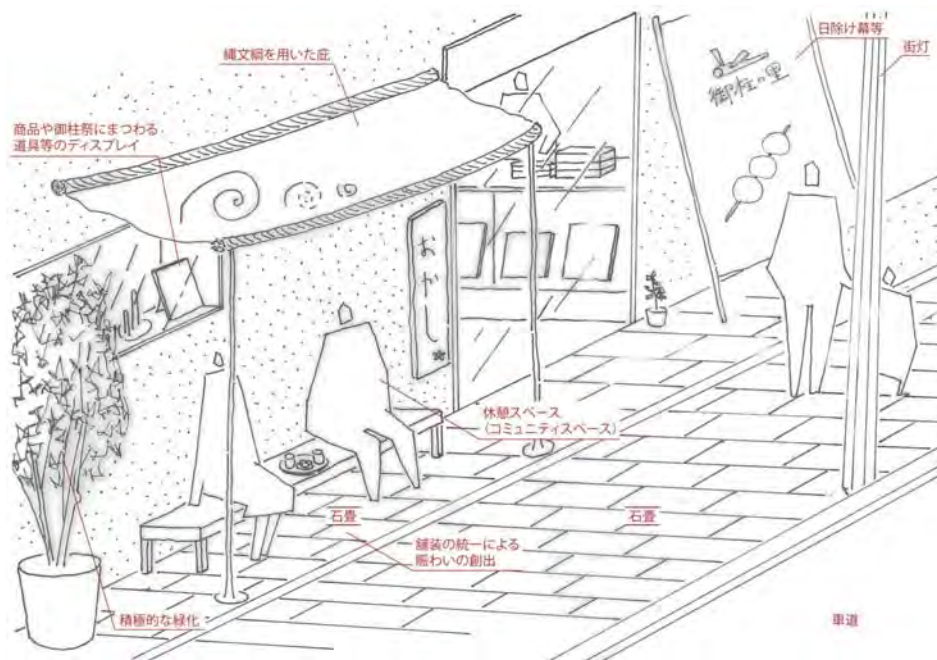 縄文綱を用いた庇
日除け幕等
街灯
商品や御柱祭にまつわる
道具等のディスプレイ
御柱の里
おかし
休憩スペース
（コミュニティスペース）
石畳
石畳
舗装の統一による
賑わいの創出
積極的な緑化
車道